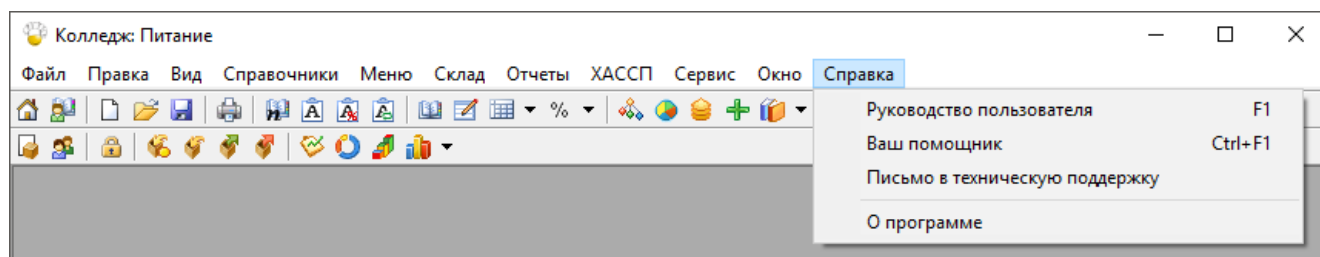 Колледж: Питание
Файл Правка Вид Справочники Меню Склад Отчеты ХАССП Сервис Окно Справка
Руководство пользователя F1
Ваш помощник Ctrl+F1
Письмо в техническую поддержку
О программе